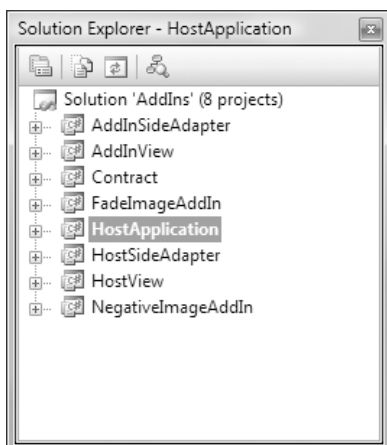 Solution Explorer - HostApplication
Solution 'AddIns' (8 projects)
AddInSideAdapter
AddInView
Contract
FadeImageAddIn
HostApplication
HostSideAdapter
HostView
NegativeImageAddIn